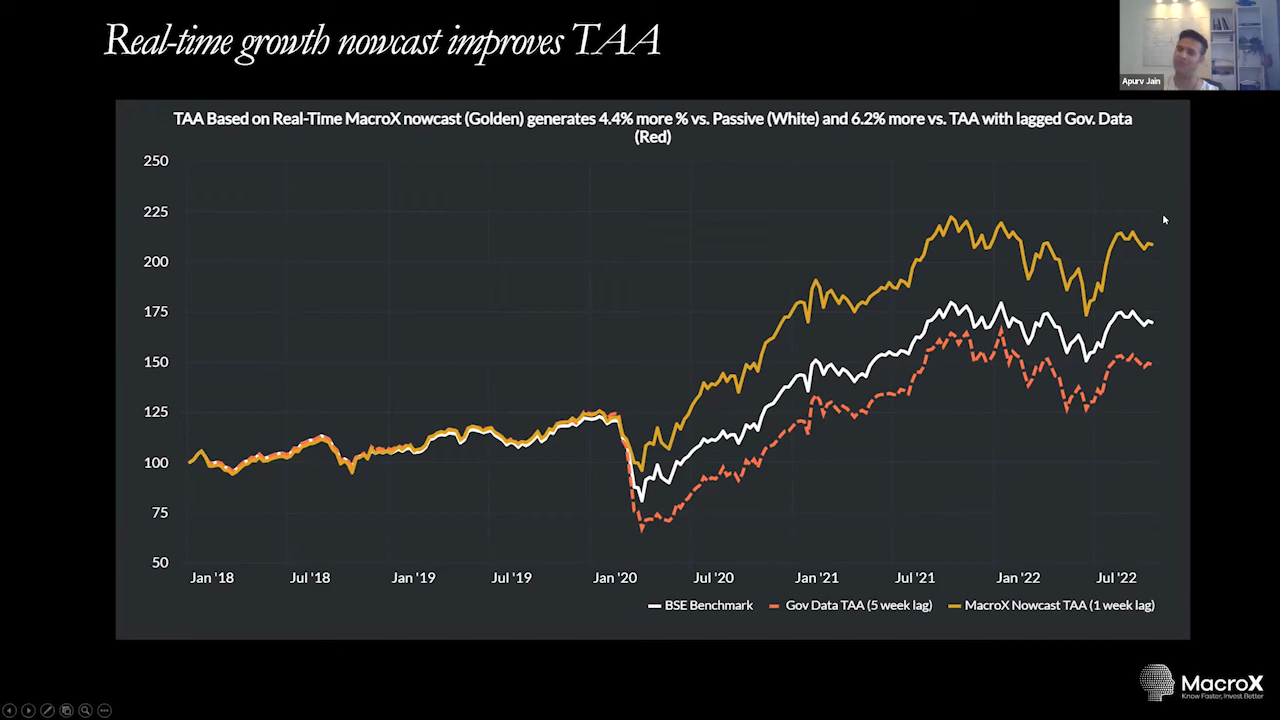 Real-time growth nowcast improves TAA
Apurv Jain
TAA Based on Real-Time MacroX nowcast (Golden) generates 4.4% more % vs. Passive (White) and 6.2% more vs. TAA with lagged Gov. Data
(Red)
250
225
200
175
150
125
100
75
50
Jan '18 Jul '18 Jan '19 Jul '19 Jan '20 Jul '20 Jan '21 Jul '21 Jan '22 Jul '22
BSE Benchmark Gov Data TAA (5 week lag) MacroX Nowcast TAA (1 week lag)
MacroX
Know Faster, Invest Better